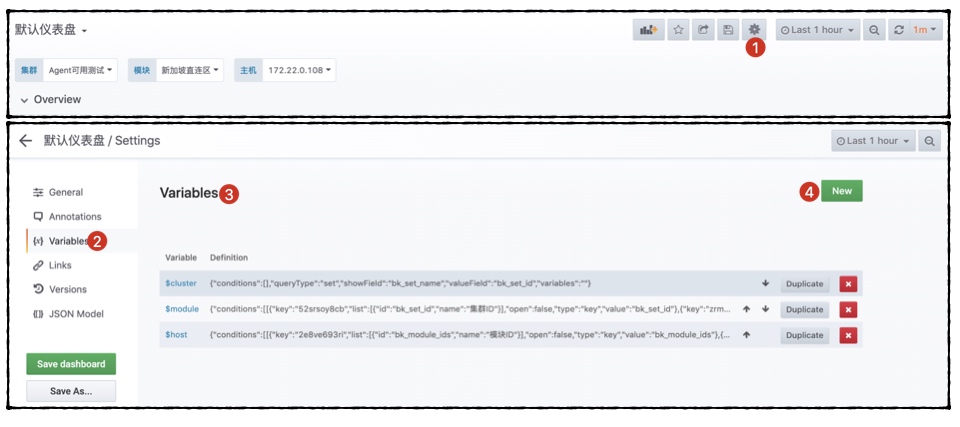 默认仪表盘
Last 1 hour
1m
1
集群 Agent可用测试 模块 新加坡直连区 主机 172.22.0.108
Overview
默认仪表盘 / Settings
Last 1 hour
General
Variables 3
4 New
Annotations
{x} Variables 2
Links
Versions
JSON Model
Variable Definition
$cluster {"conditions":[],"queryType":"set","showField":"bk_set_name","valueField":"bk_set_id","variables":""} Duplicate
$module {"conditions":[[{"key":"52srsoy8cb","list":[{"id":"bk_set_id","name":"集群ID"}],"open":false,"type":"key","value":"bk_set_id"},{"key":"zrm... Duplicate
$host {"conditions":[[{"key":"2e8ve693ri","list":[{"id":"bk_module_ids","name":"模块ID"}],"open":false,"type":"key","value":"bk_module_ids"},{... Duplicate
Save dashboard
Save As...